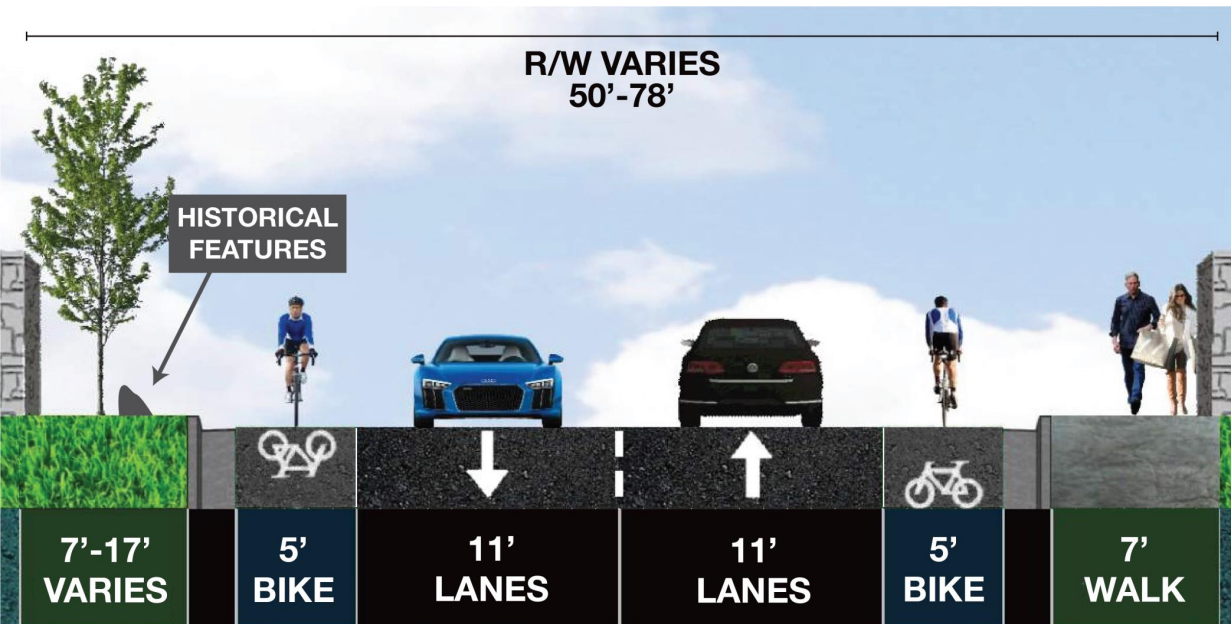 R/W VARIES
50’-78’
HISTORICAL
FEATURES
7’-17’
VARIES
5’
BIKE
11’
LANES
11’
LANES
5’
BIKE
7’
WALK